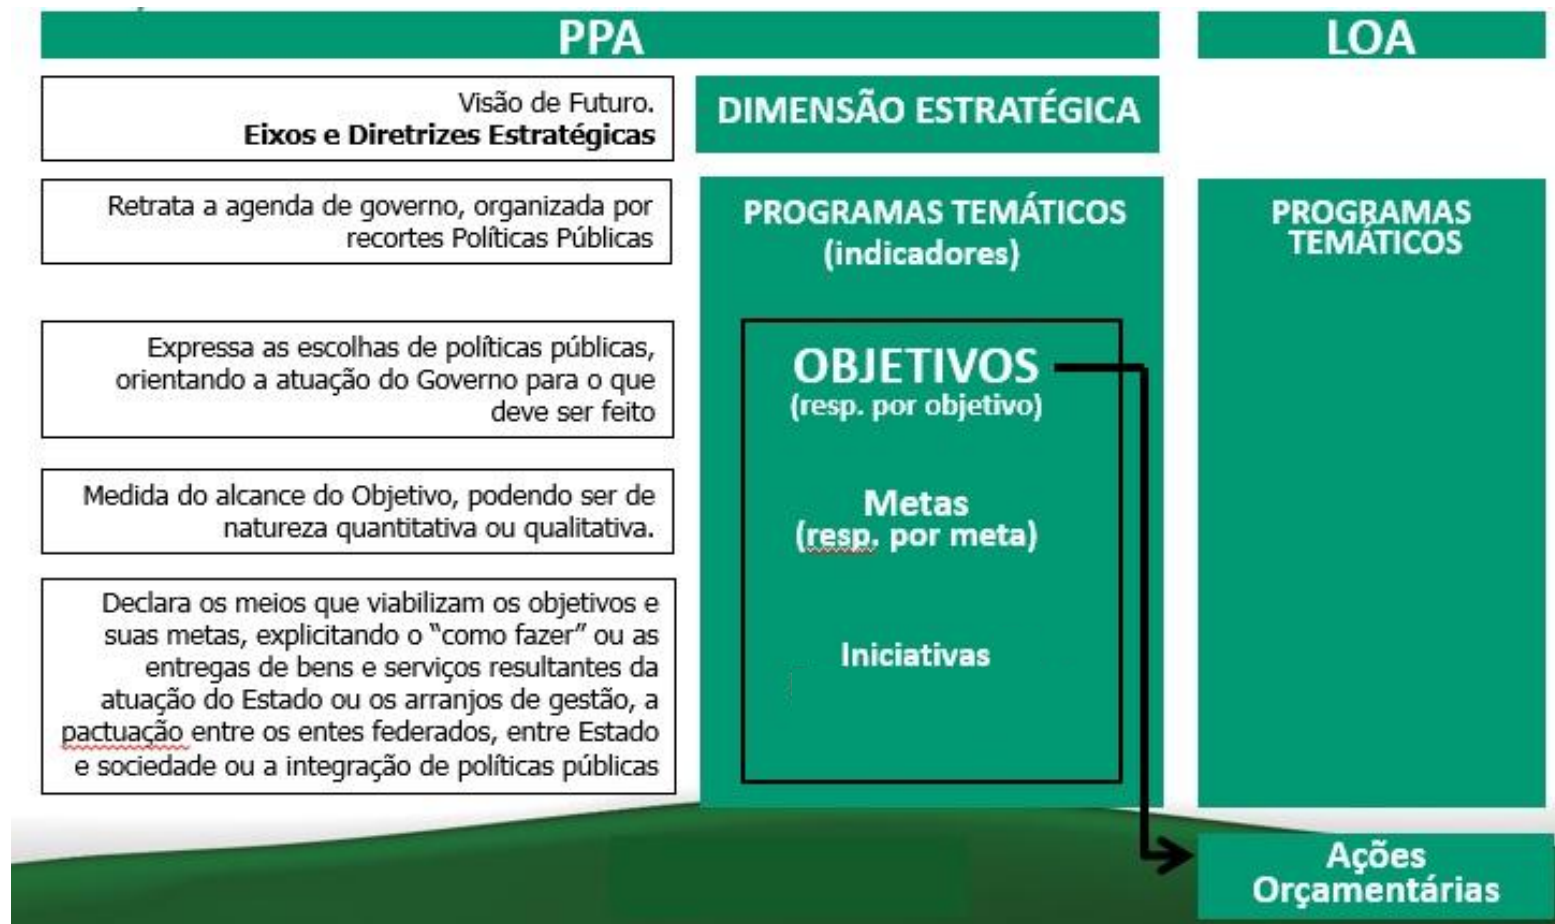 PPA
LOA
Visão de Futuro.
Eixos e Diretrizes Estratégicas
DIMENSÃO ESTRATÉGICA
Retrata a agenda de governo, organizada por
recortes Políticas Públicas
PROGRAMAS TEMÁTICOS
(indicadores)
PROGRAMAS
TEMÁTICOS
Expressa as escolhas de políticas públicas,
orientando a atuação do Governo para o que
deve ser feito
OBJETIVOS
(resp. por objetivo)
Medida do alcance do Objetivo, podendo ser de
natureza quantitativa ou qualitativa.
Metas
(resp. por meta)
Declara os meios que viabilizam os objetivos e
suas metas, explicitando o “como fazer” ou as
entregas de bens e serviços resultantes da
atuação do Estado ou os arranjos de gestão, a
pactuação entre os entes federados, entre Estado
e sociedade ou a integração de políticas públicas
Iniciativas
Ações
Orçamentárias